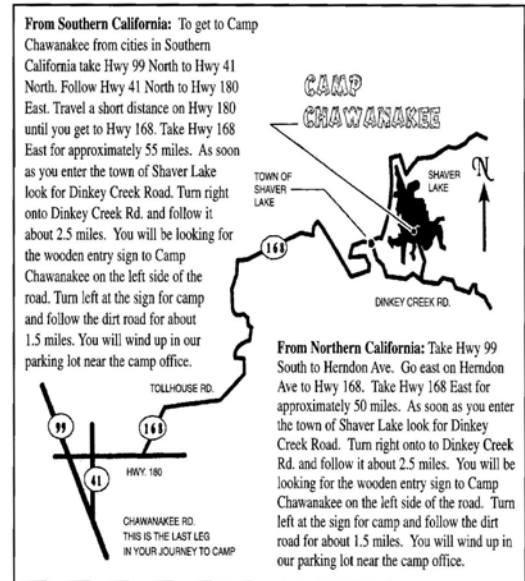 From Southern California: To get to Camp
Chawanakee from cities in Southern
California take Hwy 99 North to Hwy 41
North. Follow Hwy 41 North to Hwy 180
East. Travel a short distance on Hwy 180
until you get to Hwy 168. Take Hwy 168
East for approximately 55 miles. As soon
as you enter the town of Shaver Lake
look for Dinkey Creek Road. Turn right
onto Dinkey Creek Rd. and follow it
about 2.5 miles. You will be looking for
the wooden entry sign to Camp
Chawanakee on the left side of the
road. Turn left at the sign for camp
and follow the dirt road for about
1.5 miles. You will wind up in our
parking lot near the camp office.
CAMP
CHAWANAKEE
TOWN OF
SHAVER
LAKE
SHAVER
LAKE
N
168
DINKEY CREEK RD.
From Northern California: Take Hwy 99
South to Herndon Ave. Go east on Herndon
Ave to Hwy 168. Take Hwy 168 East for
approximately 50 miles. As soon as you enter
the town of Shaver Lake look for Dinkey
Creek Road. Turn right onto to Dinkey Creek
Rd. and follow it about 2.5 miles. You will be
looking for the wooden entry sign to Camp
Chawanakee on the left side of the road. Turn
left at the sign for camp and follow the dirt
road for about 1.5 miles. You will wind up in
our parking lot near the camp office.
TOLLHOUSE RD.
99
168
41
HWY. 180
CHAWANAKEE RD.
THIS IS THE LAST LEG
IN YOUR JOURNEY TO CAMP